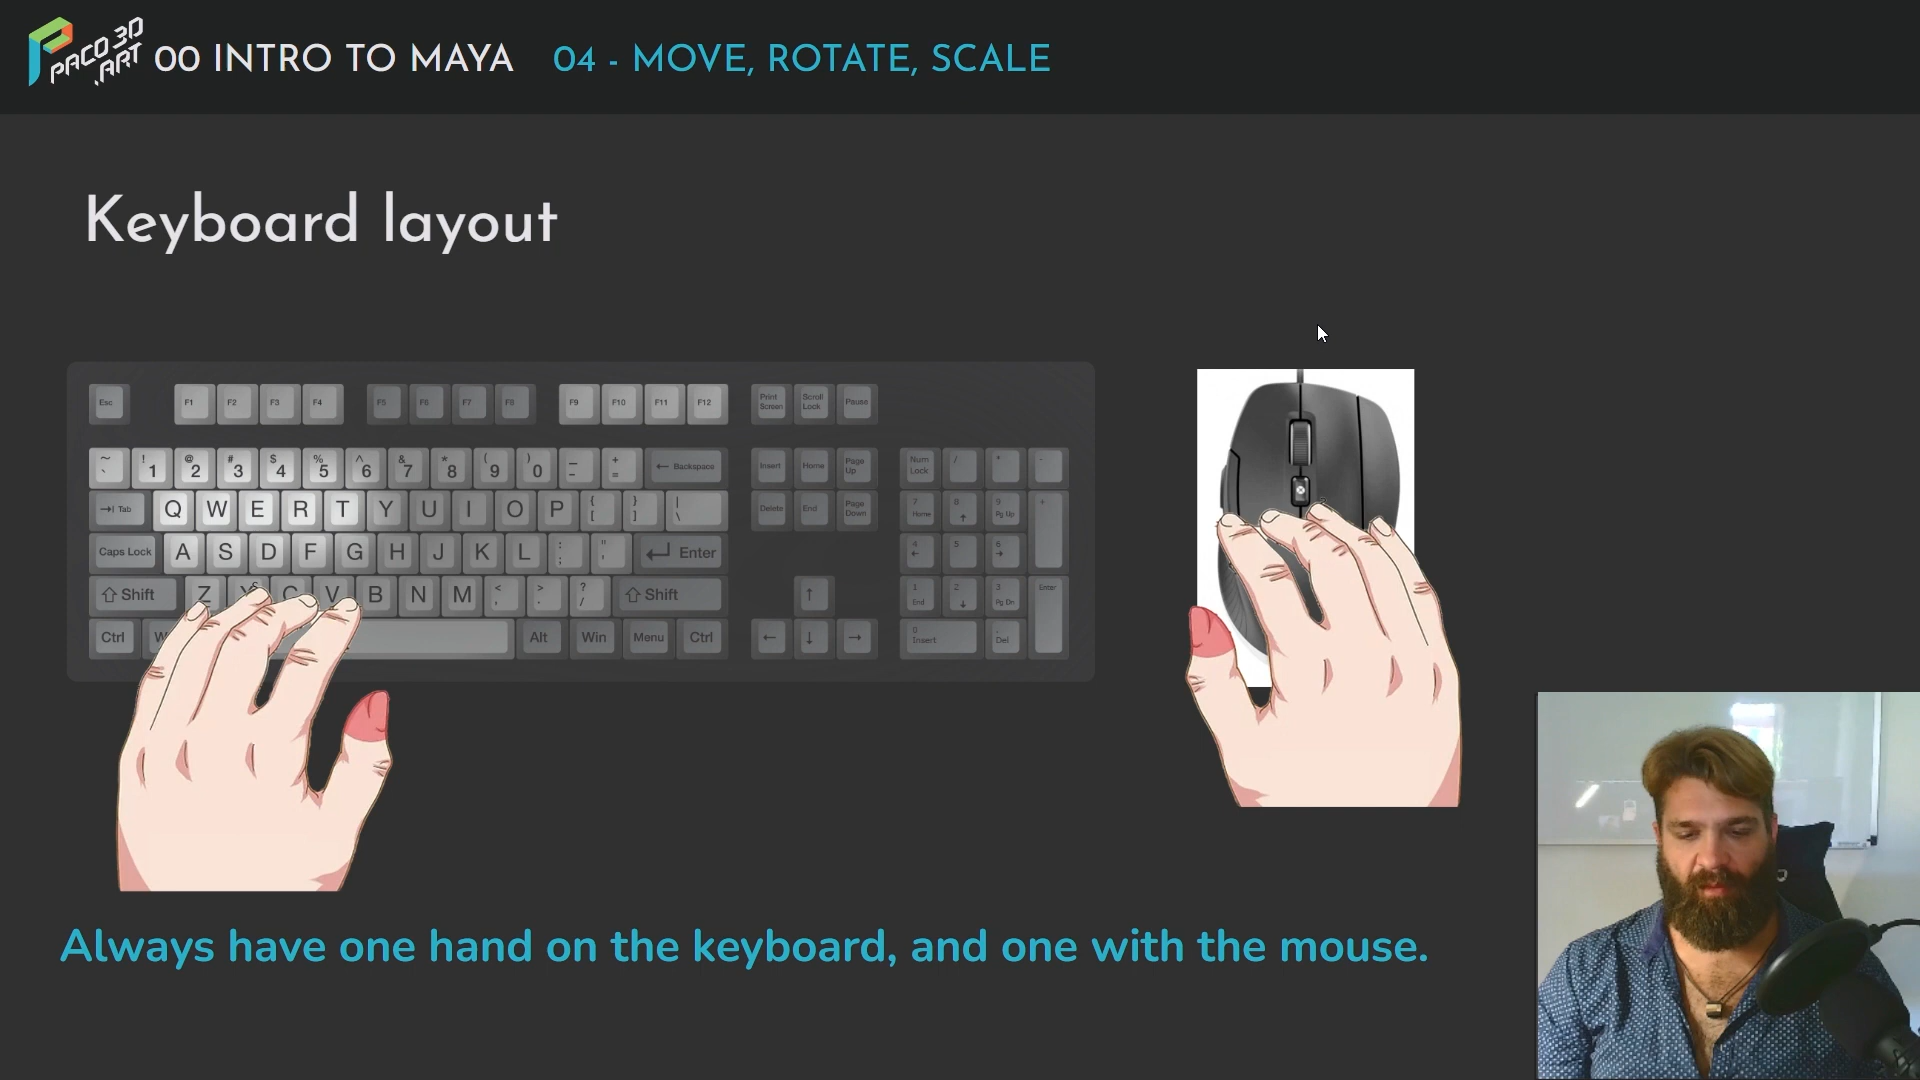 PACO 3D
.ART
00 INTRO TO MAYA 04 - MOVE, ROTATE, SCALE
Keyboard layout
Esc F1 F2 F3 F4 F5 F6 F7 F8 F9 F10 F11 F12 Print Screen Scroll Lock Pause
~ ` ! 1 @ 2 # 3 $ 4 % 5 ^ 6 & 7 * 8 ( 9 ) 0 _ - + = ← Backspace Insert Home Page Up Num Lock / * -
→| Tab Q W E R T Y U I O P { [ } ] | \ Delete End Page Down 7 Home 8 ↑ 9 Pg Up +
Caps Lock A S D F G H J K L : ; " ' Enter 4 ← 5 6 →
⇧ Shift Z X C V B N M < , > . ? / ⇧ Shift ↑ 1 End 2 ↓ 3 Pg Dn Enter
Ctrl Alt Win Menu Ctrl ← ↓ → 0 Insert . Del
Always have one hand on the keyboard, and one with the mouse.